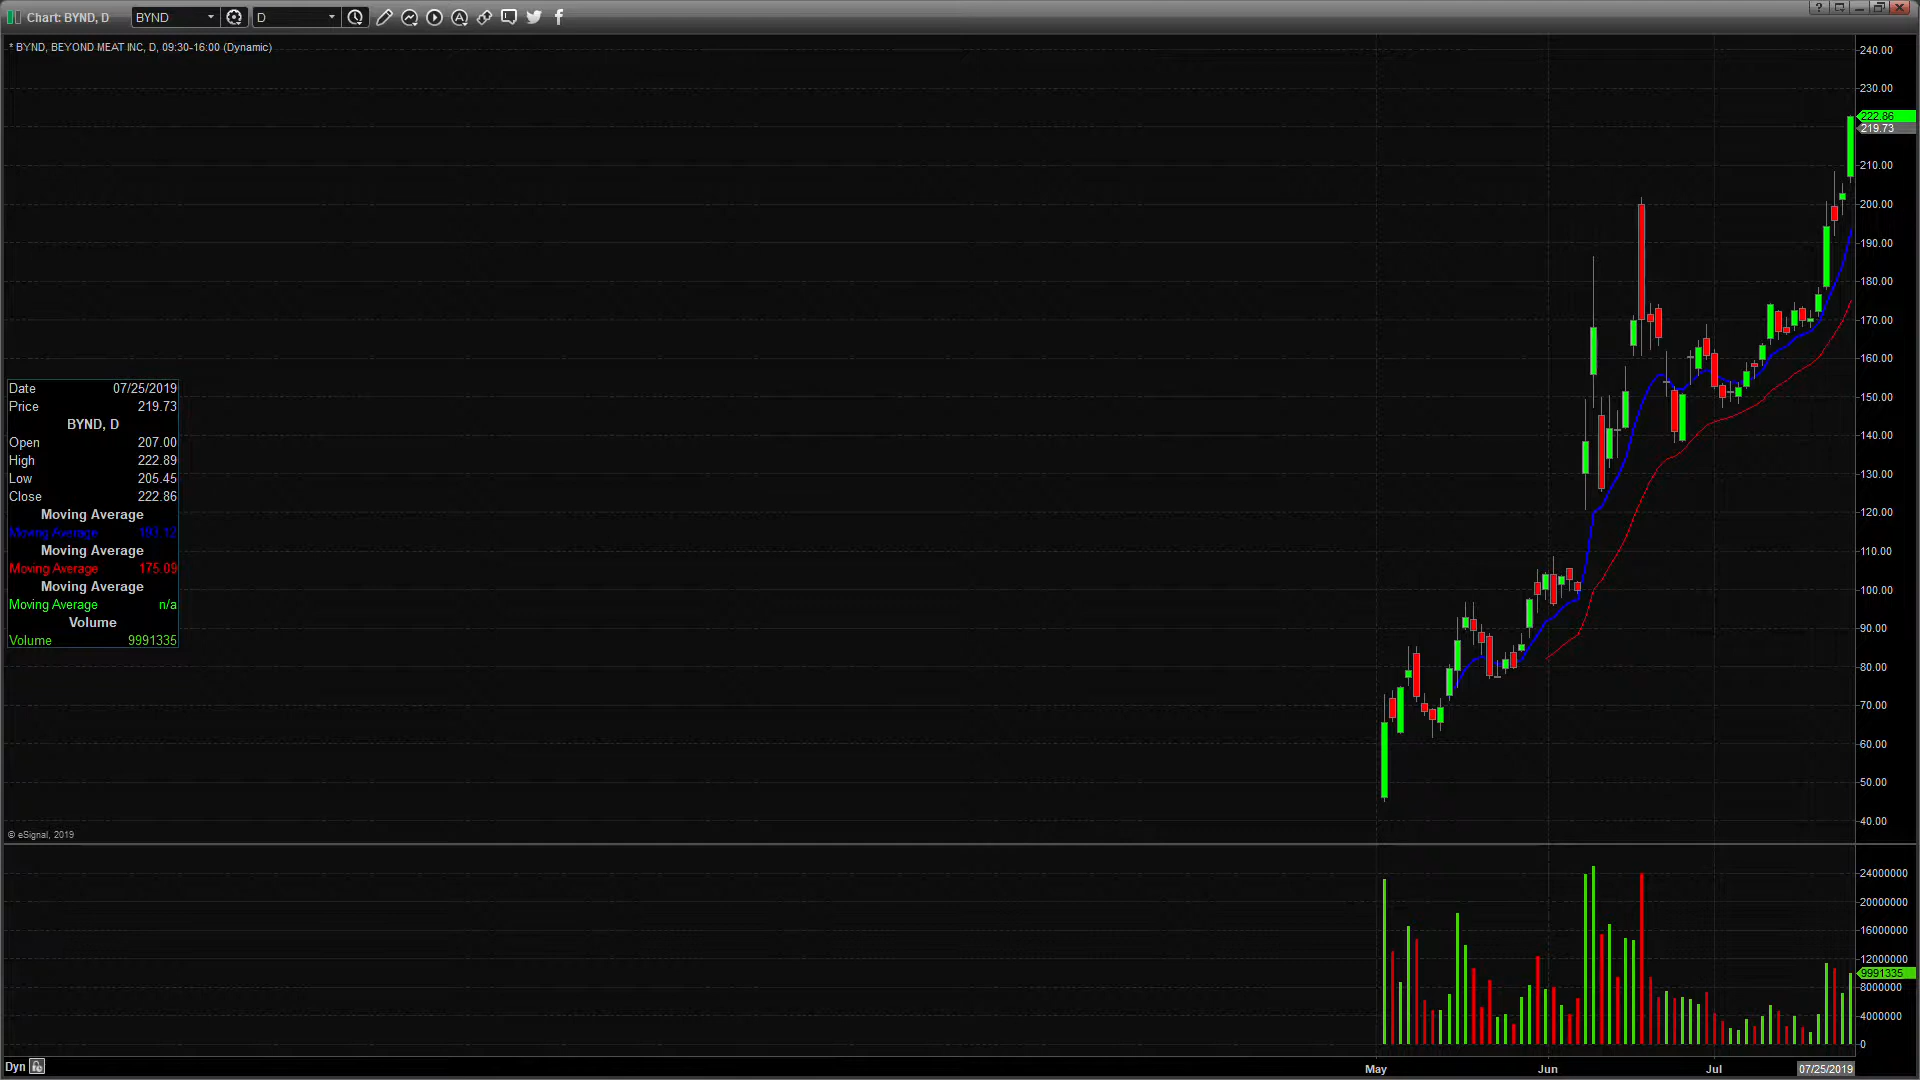 Chart: BYND, D
BYND
D
* BYND, BEYOND MEAT INC, D, 09:30-16:00 (Dynamic)
240.00
230.00
222.86
219.73
210.00
200.00
190.00
180.00
170.00
160.00
150.00
140.00
130.00
120.00
110.00
100.00
90.00
80.00
70.00
60.00
50.00
40.00
Date 07/25/2019
Price 219.73
BYND, D
Open 207.00
High 222.89
Low 205.45
Close 222.86
Moving Average
Moving Average 193.12
Moving Average
Moving Average 175.09
Moving Average
Moving Average n/a
Volume
Volume 9991335
© eSignal, 2019
24000000
20000000
16000000
12000000
9991335
8000000
4000000
0
Dyn
May
Jun
Jul
07/25/2019